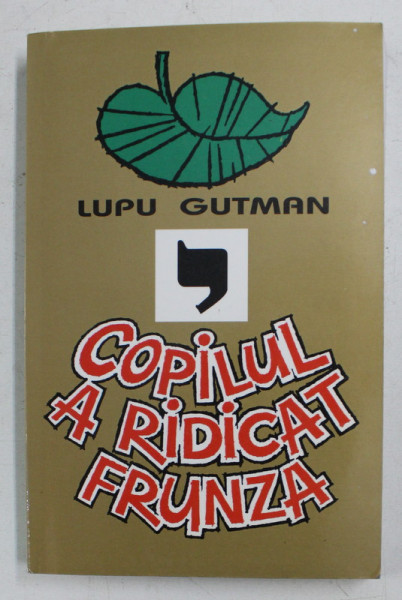 LUPU GUTMAN
י
COPiLUL
A RiDiCAT
FRUNZA